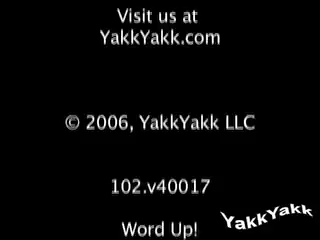 Visit us at
YakkYakk.com
© 2006, YakkYakk LLC
102.v40017
Word Up!
YakkYakk